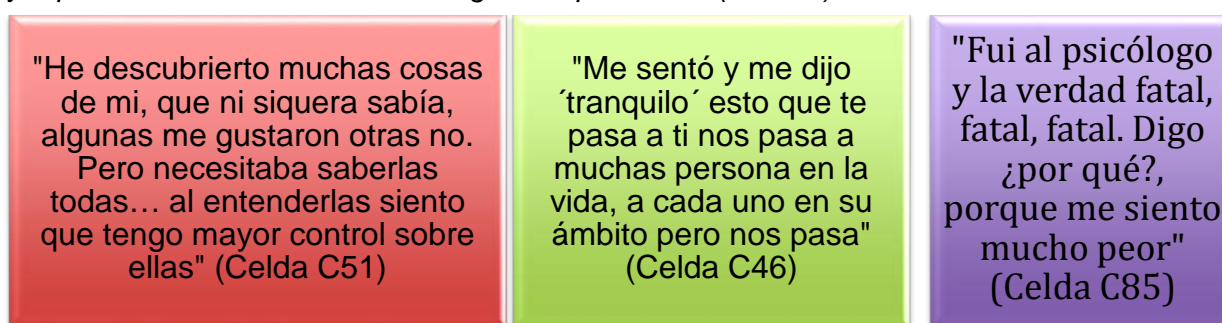 "He descubrierto muchas cosas
de mi, que ni siquera sabía,
algunas me gustaron otras no.
Pero necesitaba saberlas
todas… al entenderlas siento
que tengo mayor control sobre
ellas" (Celda C51)
"Me sentó y me dijo
´tranquilo´ esto que te
pasa a ti nos pasa a
muchas persona en la
vida, a cada uno en su
ámbito pero nos pasa"
(Celda C46)
"Fui al psicólogo
y la verdad fatal,
fatal, fatal. Digo
¿por qué?,
porque me siento
mucho peor"
(Celda C85)